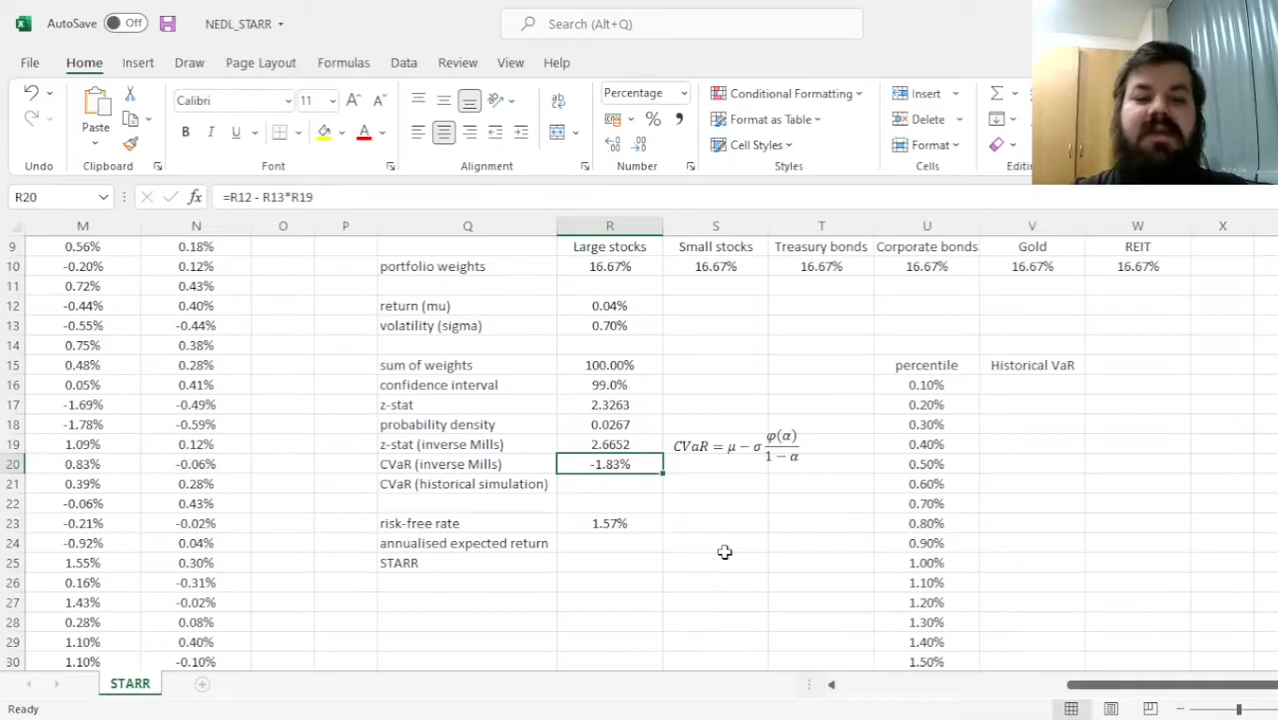 AutoSave Off NEDL_STARR Search (Alt+Q)
File Home Insert Draw Page Layout Formulas Data Review View Help
Calibri 11 Percentage Conditional Formatting Insert
Paste B I U A Format as Table Delete
Cell Styles Format
Undo Clipboard Font Alignment Number Styles Cells Editin
R20 fx =R12 - R13*R19
M N O P Q R S T U V W X
9 0.56% 0.18% Large stocks Small stocks Treasury bonds Corporate bonds Gold REIT
10 -0.20% 0.12% portfolio weights 16.67% 16.67% 16.67% 16.67% 16.67% 16.67%
11 0.72% 0.43%
12 -0.44% 0.40% return (mu) 0.04%
13 -0.55% -0.44% volatility (sigma) 0.70%
14 0.75% 0.38%
15 0.48% 0.28% sum of weights 100.00% percentile Historical VaR
16 0.05% 0.41% confidence interval 99.0% 0.10%
17 -1.69% -0.49% z-stat 2.3263 0.20%
18 -1.78% -0.59% probability density 0.0267 0.30%
19 1.09% 0.12% z-stat (inverse Mills) 2.6652 CVaR = μ − σ φ(α) / 1 − α 0.40%
20 0.83% -0.06% CVaR (inverse Mills) -1.83% 0.50%
21 0.39% 0.28% CVaR (historical simulation) 0.60%
22 -0.06% 0.43% 0.70%
23 -0.21% -0.02% risk-free rate 1.57% 0.80%
24 -0.92% 0.04% annualised expected return 0.90%
25 1.55% 0.30% STARR 1.00%
26 0.16% -0.31% 1.10%
27 1.43% -0.02% 1.20%
28 0.28% 0.08% 1.30%
29 1.10% 0.40% 1.40%
30 1.10% -0.10% 1.50%
STARR
Ready